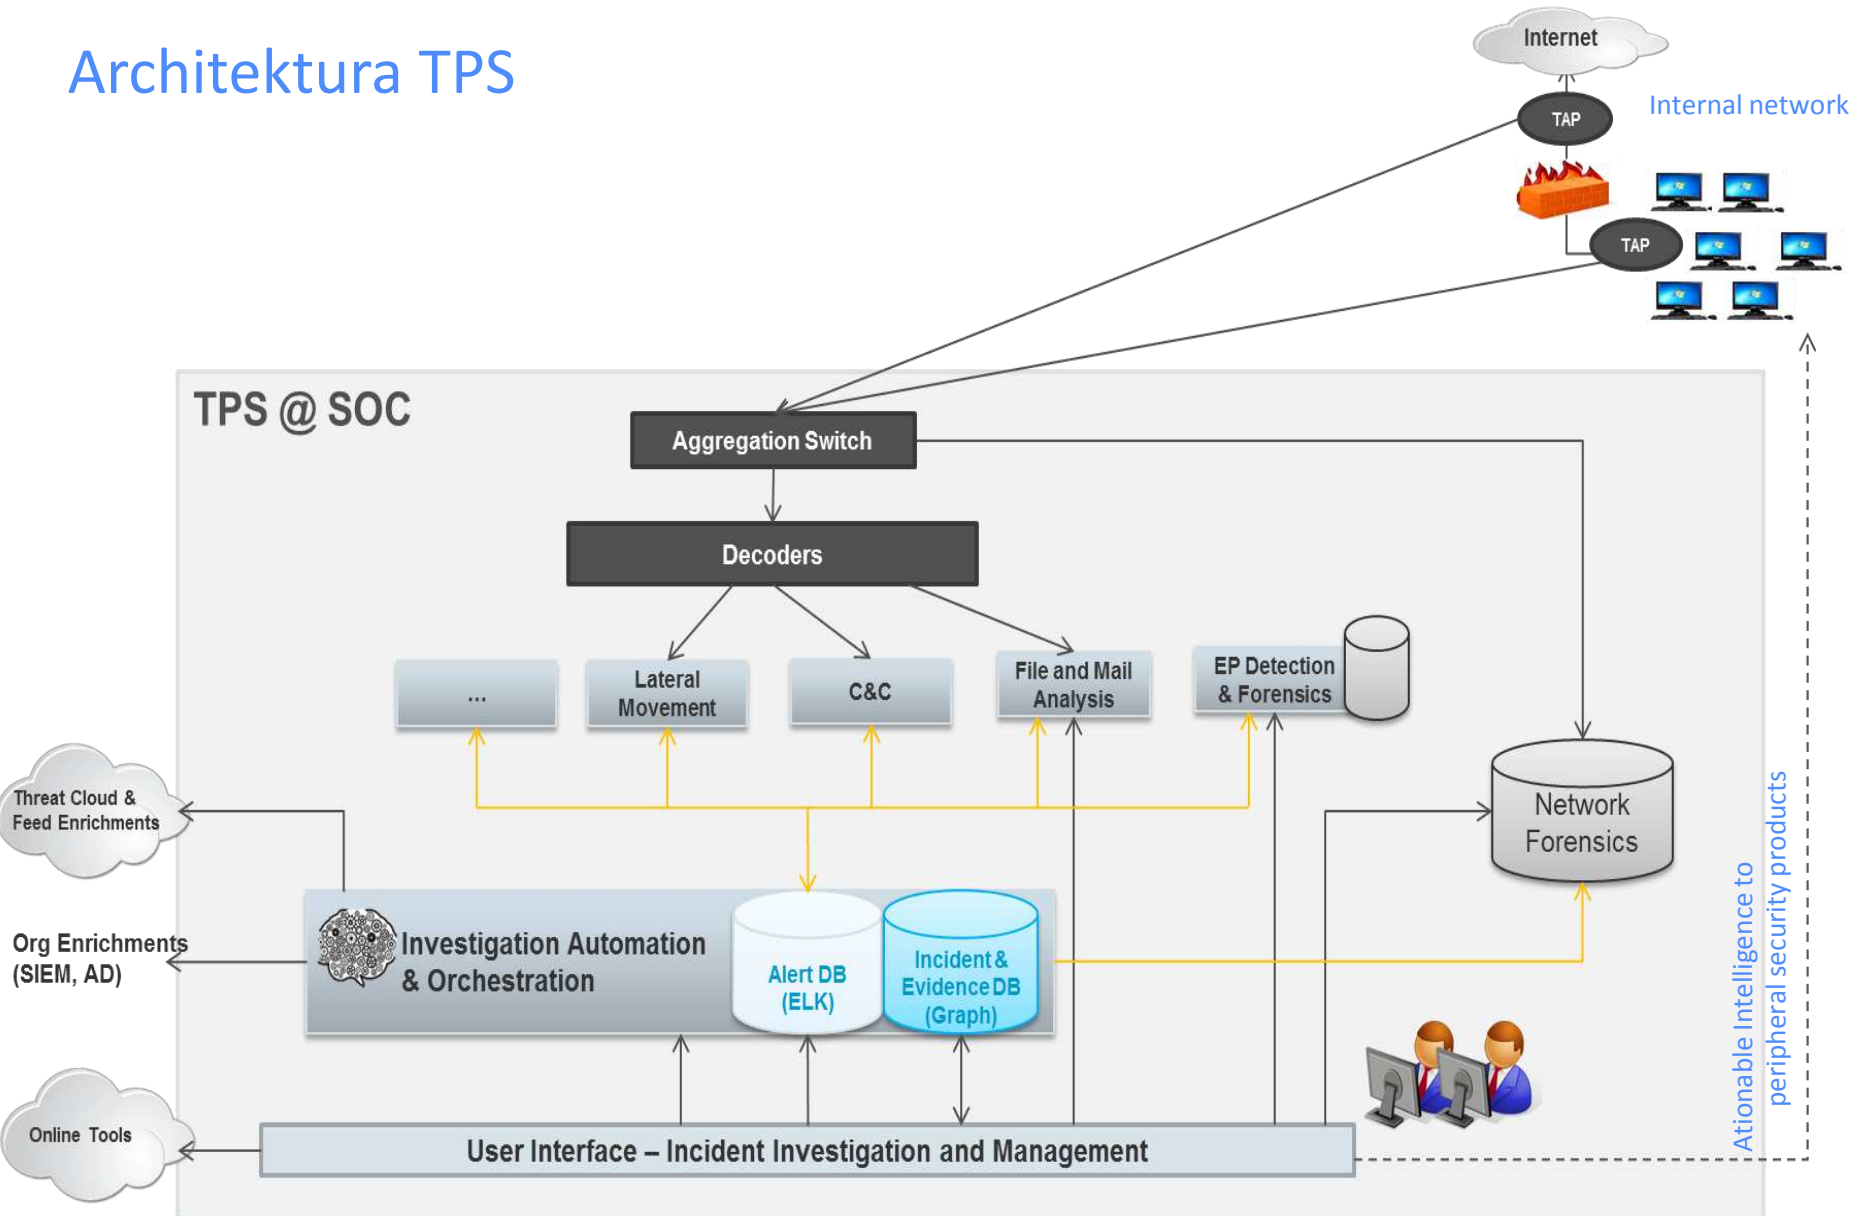 Architektura TPS
Internet
TAP
Internal network
TAP
TPS @ SOC
Aggregation Switch
Decoders
...
Lateral
Movement
C&C
File and Mail
Analysis
EP Detection
& Forensics
Threat Cloud &
Feed Enrichments
Network
Forensics
Org Enrichments
(SIEM, AD)
Investigation Automation
& Orchestration
Alert DB
(ELK)
Incident &
Evidence DB
(Graph)
Ationable Intelligence to
peripheral security products
Online Tools
User Interface – Incident Investigation and Management